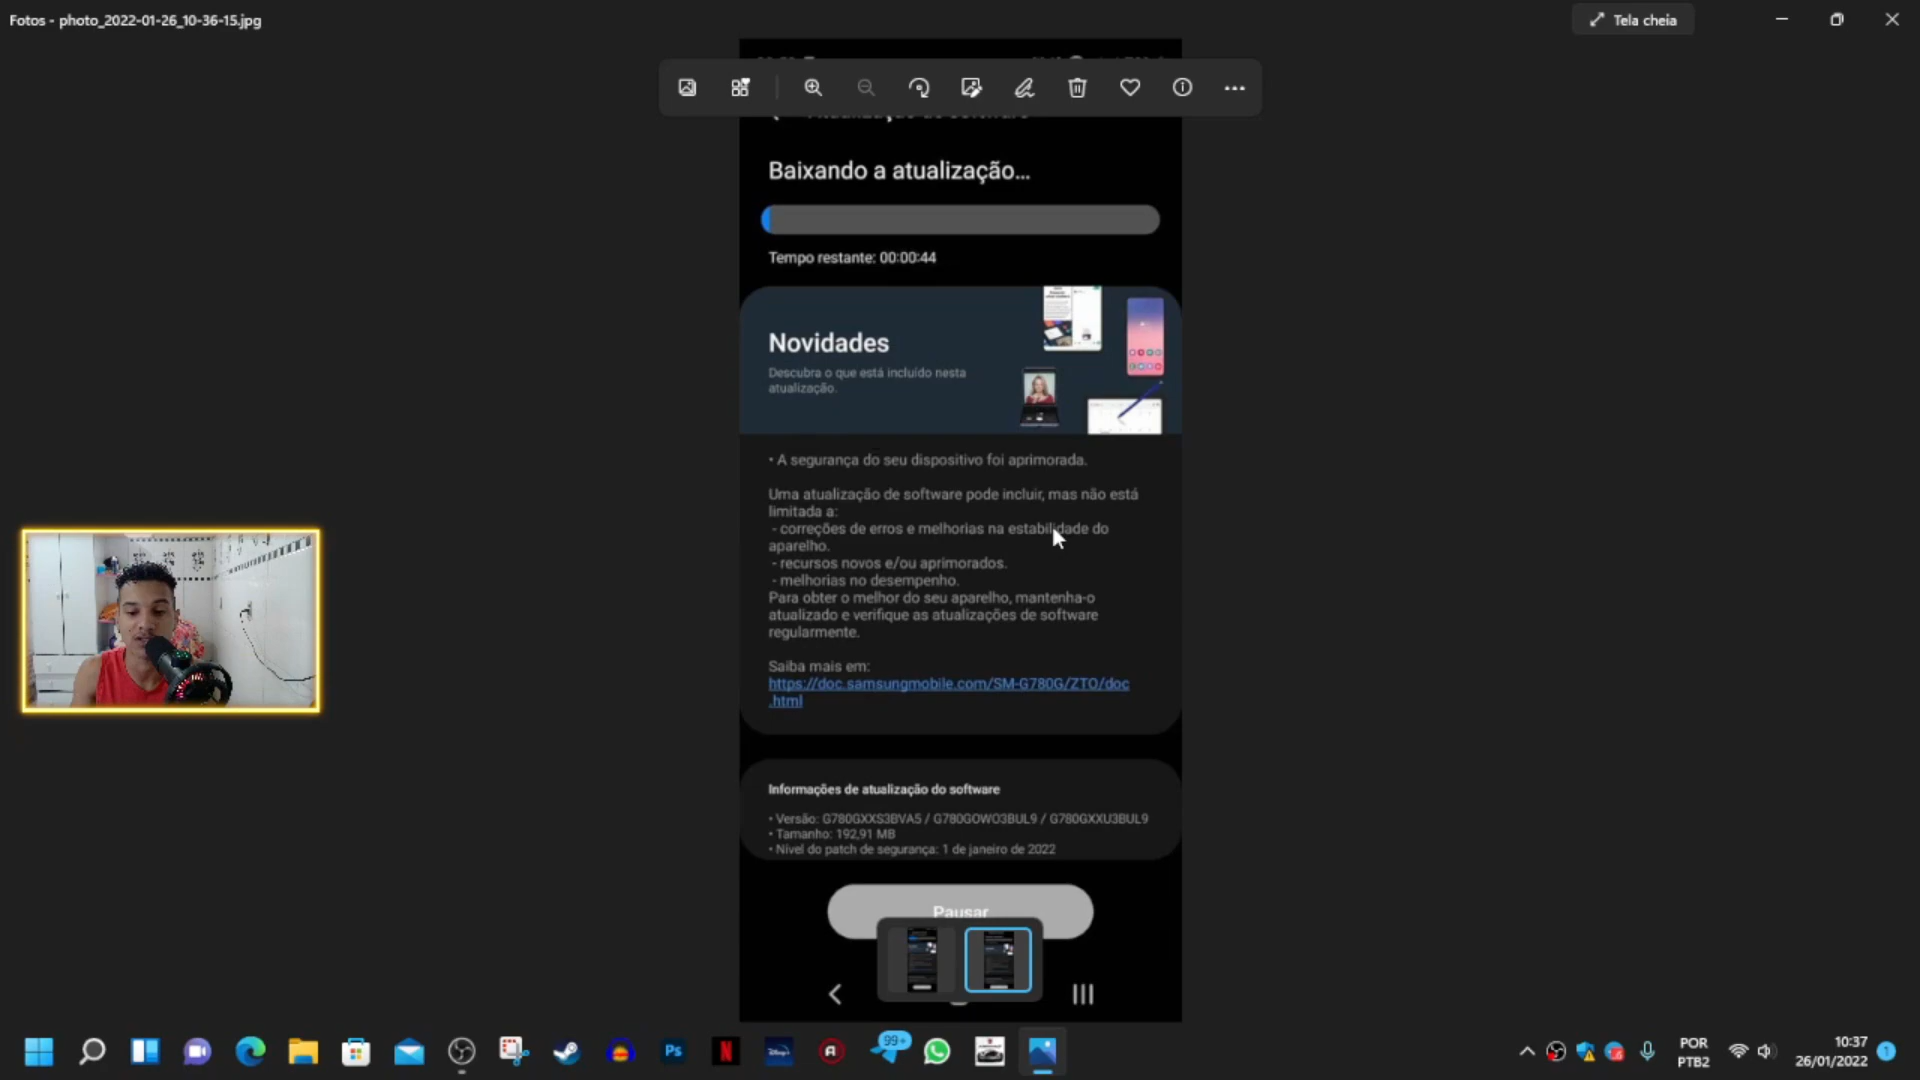 Fotos - photo_2022-01-26_10-36-15.jpg
Tela cheia
Baixando a atualização...
Tempo restante: 00:00:44
Novidades
Descubra o que está incluído nesta
atualização.
• A segurança do seu dispositivo foi aprimorada.
Uma atualização de software pode incluir, mas não está
limitada a:
- correções de erros e melhorias na estabilidade do
aparelho.
- recursos novos e/ou aprimorados.
- melhorias no desempenho.
Para obter o melhor do seu aparelho, mantenha-o
atualizado e verifique as atualizações de software
regularmente.
Saiba mais em:
https://doc.samsungmobile.com/SM-G780G/ZTO/doc
.html
Informações de atualização do software
• Versão: G780GXXS3BVA5 / G780GOWO3BUL9 / G780GXXU3BUL9
• Tamanho: 192,91 MB
• Nível do patch de segurança: 1 de janeiro de 2022
Pausar
Ps
N
Disney+
99+
POR
PTB2
10:37
26/01/2022
1